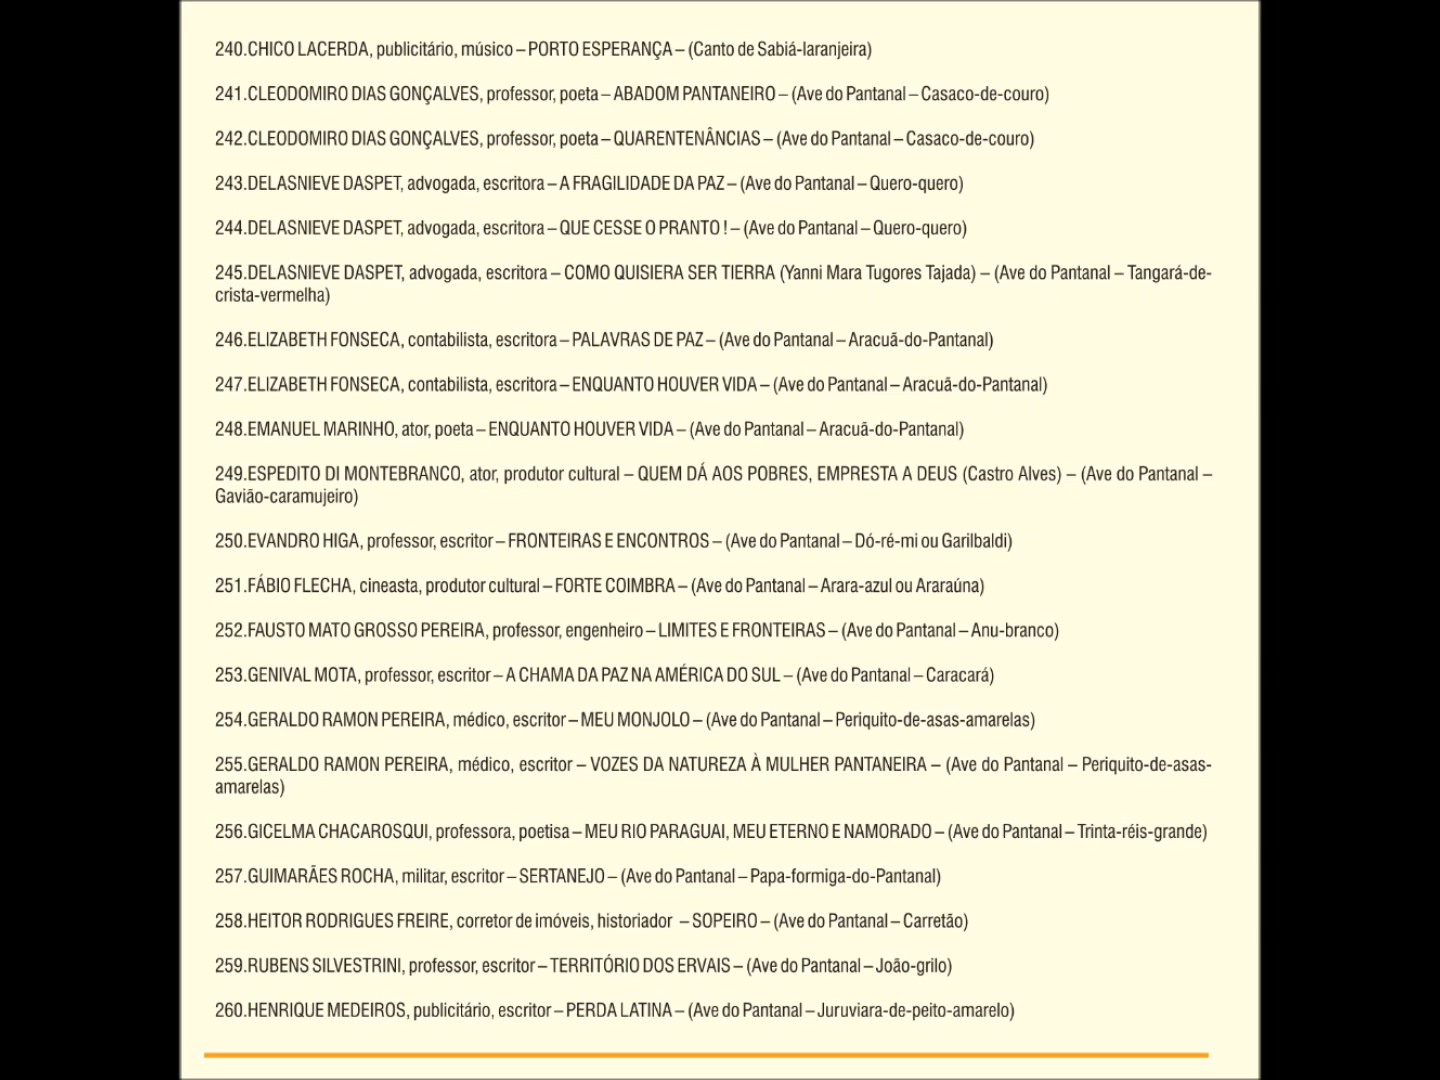 240.CHICO LACERDA, publicitário, músico – PORTO ESPERANÇA – (Canto de Sabiá-laranjeira)
241.CLEODOMIRO DIAS GONÇALVES, professor, poeta – ABADOM PANTANEIRO – (Ave do Pantanal – Casaco-de-couro)
242.CLEODOMIRO DIAS GONÇALVES, professor, poeta – QUARENTENÂNCIAS – (Ave do Pantanal – Casaco-de-couro)
243.DELASNIEVE DASPET, advogada, escritora – A FRAGILIDADE DA PAZ – (Ave do Pantanal – Quero-quero)
244.DELASNIEVE DASPET, advogada, escritora – QUE CESSE O PRANTO ! – (Ave do Pantanal – Quero-quero)
245.DELASNIEVE DASPET, advogada, escritora – COMO QUISIERA SER TIERRA (Yanni Mara Tugores Tajada) – (Ave do Pantanal – Tangará-de-
crista-vermelha)
246.ELIZABETH FONSECA, contabilista, escritora – PALAVRAS DE PAZ – (Ave do Pantanal – Aracuã-do-Pantanal)
247.ELIZABETH FONSECA, contabilista, escritora – ENQUANTO HOUVER VIDA – (Ave do Pantanal – Aracuã-do-Pantanal)
248.EMANUEL MARINHO, ator, poeta – ENQUANTO HOUVER VIDA – (Ave do Pantanal – Aracuã-do-Pantanal)
249.ESPEDITO DI MONTEBRANCO, ator, produtor cultural – QUEM DÁ AOS POBRES, EMPRESTA A DEUS (Castro Alves) – (Ave do Pantanal –
Gavião-caramujeiro)
250.EVANDRO HIGA, professor, escritor – FRONTEIRAS E ENCONTROS – (Ave do Pantanal – Dó-ré-mi ou Garilbaldi)
251.FÁBIO FLECHA, cineasta, produtor cultural – FORTE COIMBRA – (Ave do Pantanal – Arara-azul ou Araraúna)
252.FAUSTO MATO GROSSO PEREIRA, professor, engenheiro – LIMITES E FRONTEIRAS – (Ave do Pantanal – Anu-branco)
253.GENIVAL MOTA, professor, escritor – A CHAMA DA PAZ NA AMÉRICA DO SUL – (Ave do Pantanal – Caracará)
254.GERALDO RAMON PEREIRA, médico, escritor – MEU MONJOLO – (Ave do Pantanal – Periquito-de-asas-amarelas)
255.GERALDO RAMON PEREIRA, médico, escritor – VOZES DA NATUREZA À MULHER PANTANEIRA – (Ave do Pantanal – Periquito-de-asas-
amarelas)
256.GICELMA CHACAROSQUI, professora, poetisa – MEU RIO PARAGUAI, MEU ETERNO E NAMORADO – (Ave do Pantanal – Trinta-réis-grande)
257.GUIMARÃES ROCHA, militar, escritor – SERTANEJO – (Ave do Pantanal – Papa-formiga-do-Pantanal)
258.HEITOR RODRIGUES FREIRE, corretor de imóveis, historiador – SOPEIRO – (Ave do Pantanal – Carretão)
259.RUBENS SILVESTRINI, professor, escritor – TERRITÓRIO DOS ERVAIS – (Ave do Pantanal – João-grilo)
260.HENRIQUE MEDEIROS, publicitário, escritor – PERDA LATINA – (Ave do Pantanal – Juruviara-de-peito-amarelo)